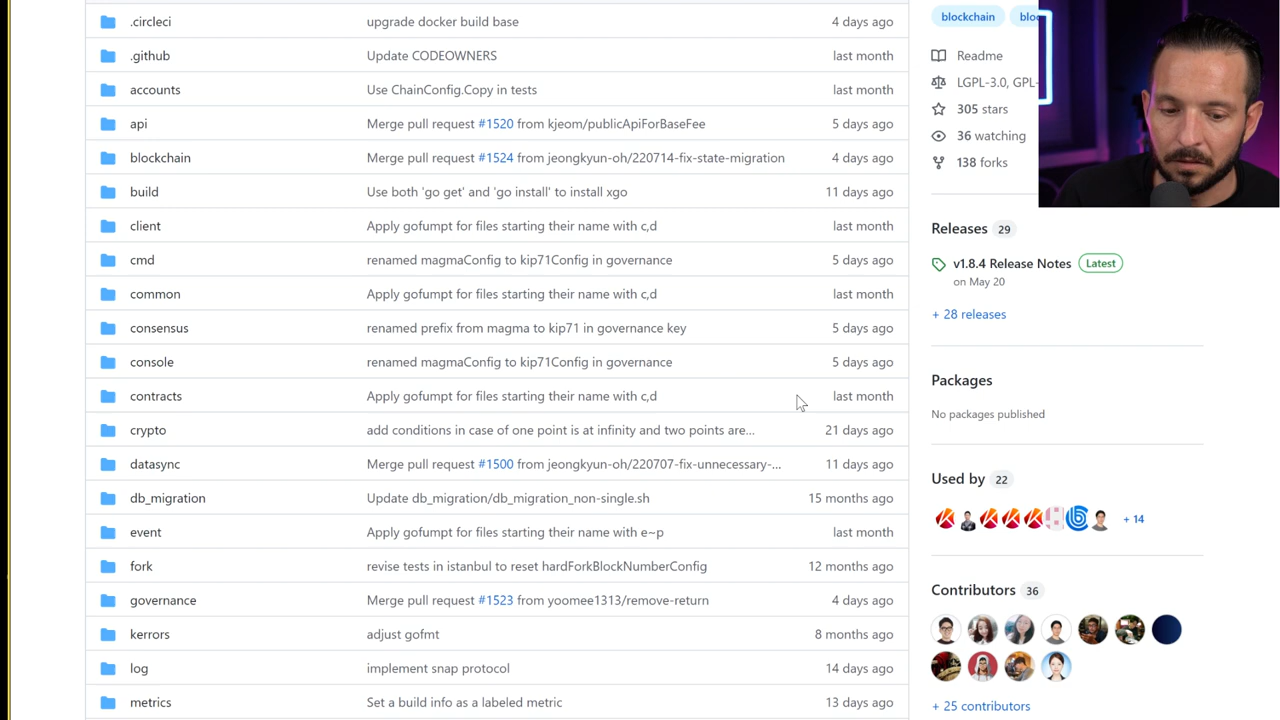 .circleci upgrade docker build base 4 days ago
.github Update CODEOWNERS last month
accounts Use ChainConfig.Copy in tests last month
api Merge pull request #1520 from kjeom/publicApiForBaseFee 5 days ago
blockchain Merge pull request #1524 from jeongkyun-oh/220714-fix-state-migration 4 days ago
build Use both 'go get' and 'go install' to install xgo 11 days ago
client Apply gofumpt for files starting their name with c,d last month
cmd renamed magmaConfig to kip71Config in governance 5 days ago
common Apply gofumpt for files starting their name with c,d last month
consensus renamed prefix from magma to kip71 in governance key 5 days ago
console renamed magmaConfig to kip71Config in governance 5 days ago
contracts Apply gofumpt for files starting their name with c,d last month
crypto add conditions in case of one point is at infinity and two points are... 21 days ago
datasync Merge pull request #1500 from jeongkyun-oh/220707-fix-unnecessary-... 11 days ago
db_migration Update db_migration/db_migration_non-single.sh 15 months ago
event Apply gofumpt for files starting their name with e~p last month
fork revise tests in istanbul to reset hardForkBlockNumberConfig 12 months ago
governance Merge pull request #1523 from yoomee1313/remove-return 4 days ago
kerrors adjust gofmt 8 months ago
log implement snap protocol 14 days ago
metrics Set a build info as a labeled metric 13 days ago
blockchain bloc
Readme
LGPL-3.0, GPL-
305 stars
36 watching
138 forks
Releases 29
v1.8.4 Release Notes Latest
on May 20
+ 28 releases
Packages
No packages published
Used by 22
+ 14
Contributors 36
+ 25 contributors